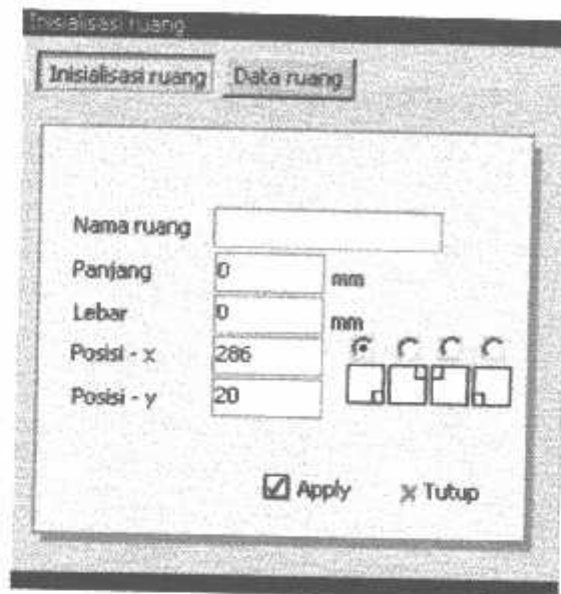 Inisialisasi ruang
Inisialisasi ruang Data ruang
Nama ruang
Panjang 0 mm
Lebar 0 mm
Posisi - x 286
Posisi - y 20
Apply Tutup